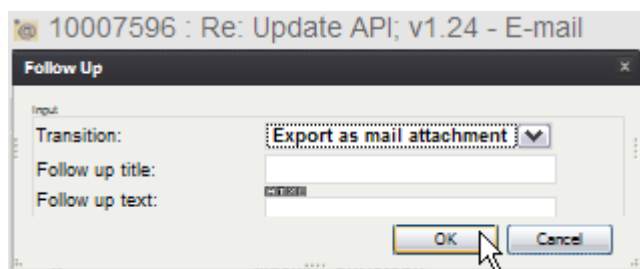 10007596 : Re: Update API; v1.24 - E-mail
Follow Up
x
Input
Transition: Export as mail attachment
Follow up title:
Follow up text: HTML
OK Cancel